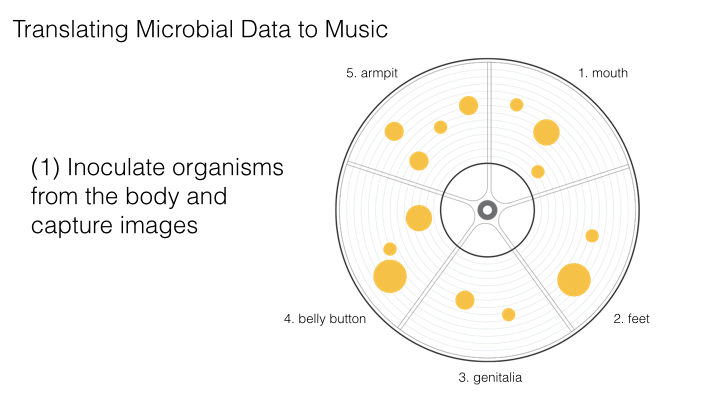 Translating Microbial Data to Music
5. armpit
1. mouth
(1) Inoculate organisms
from the body and
capture images
4. belly button
2. feet
3. genitalia